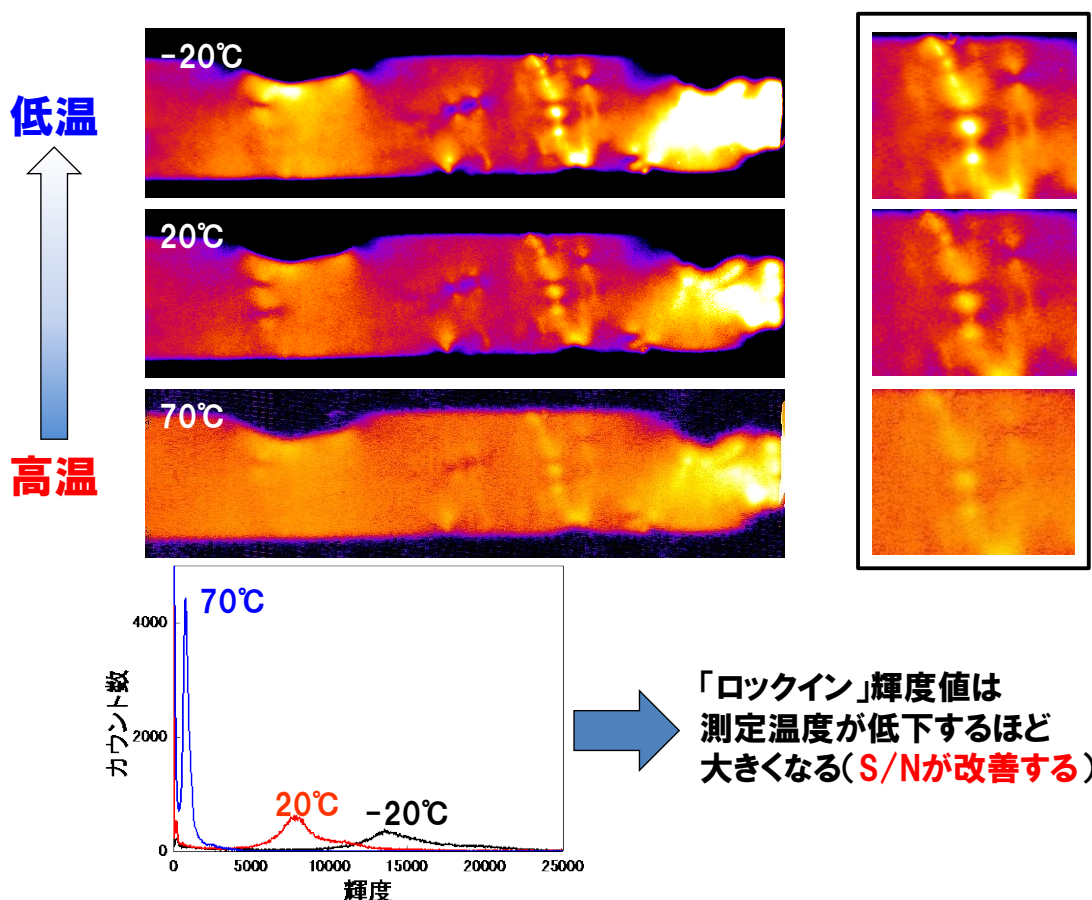 -20℃
低温
20℃
70℃
高温
70℃
4000
カウント数
2000
20℃
-20℃
0
0
5000
10000
15000
20000
25000
輝度
「ロックイン」輝度値は
測定温度が低下するほど
大きくなる(S/Nが改善する)